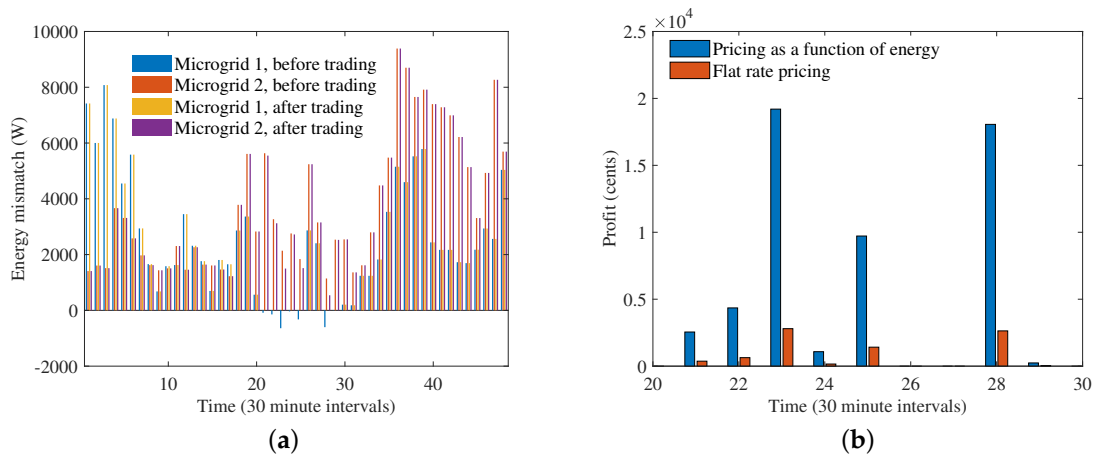 10000
8000
6000
4000
2000
0
-2000
Energy mismatch (W)
Microgrid 1, before trading
Microgrid 2, before trading
Microgrid 1, after trading
Microgrid 2, after trading
10 20 30 40
Time (30 minute intervals)
(a)
×10⁴
2.5
2
1.5
1
0.5
0
Profit (cents)
Pricing as a function of energy
Flat rate pricing
20 22 24 26 28 30
Time (30 minute intervals)
(b)